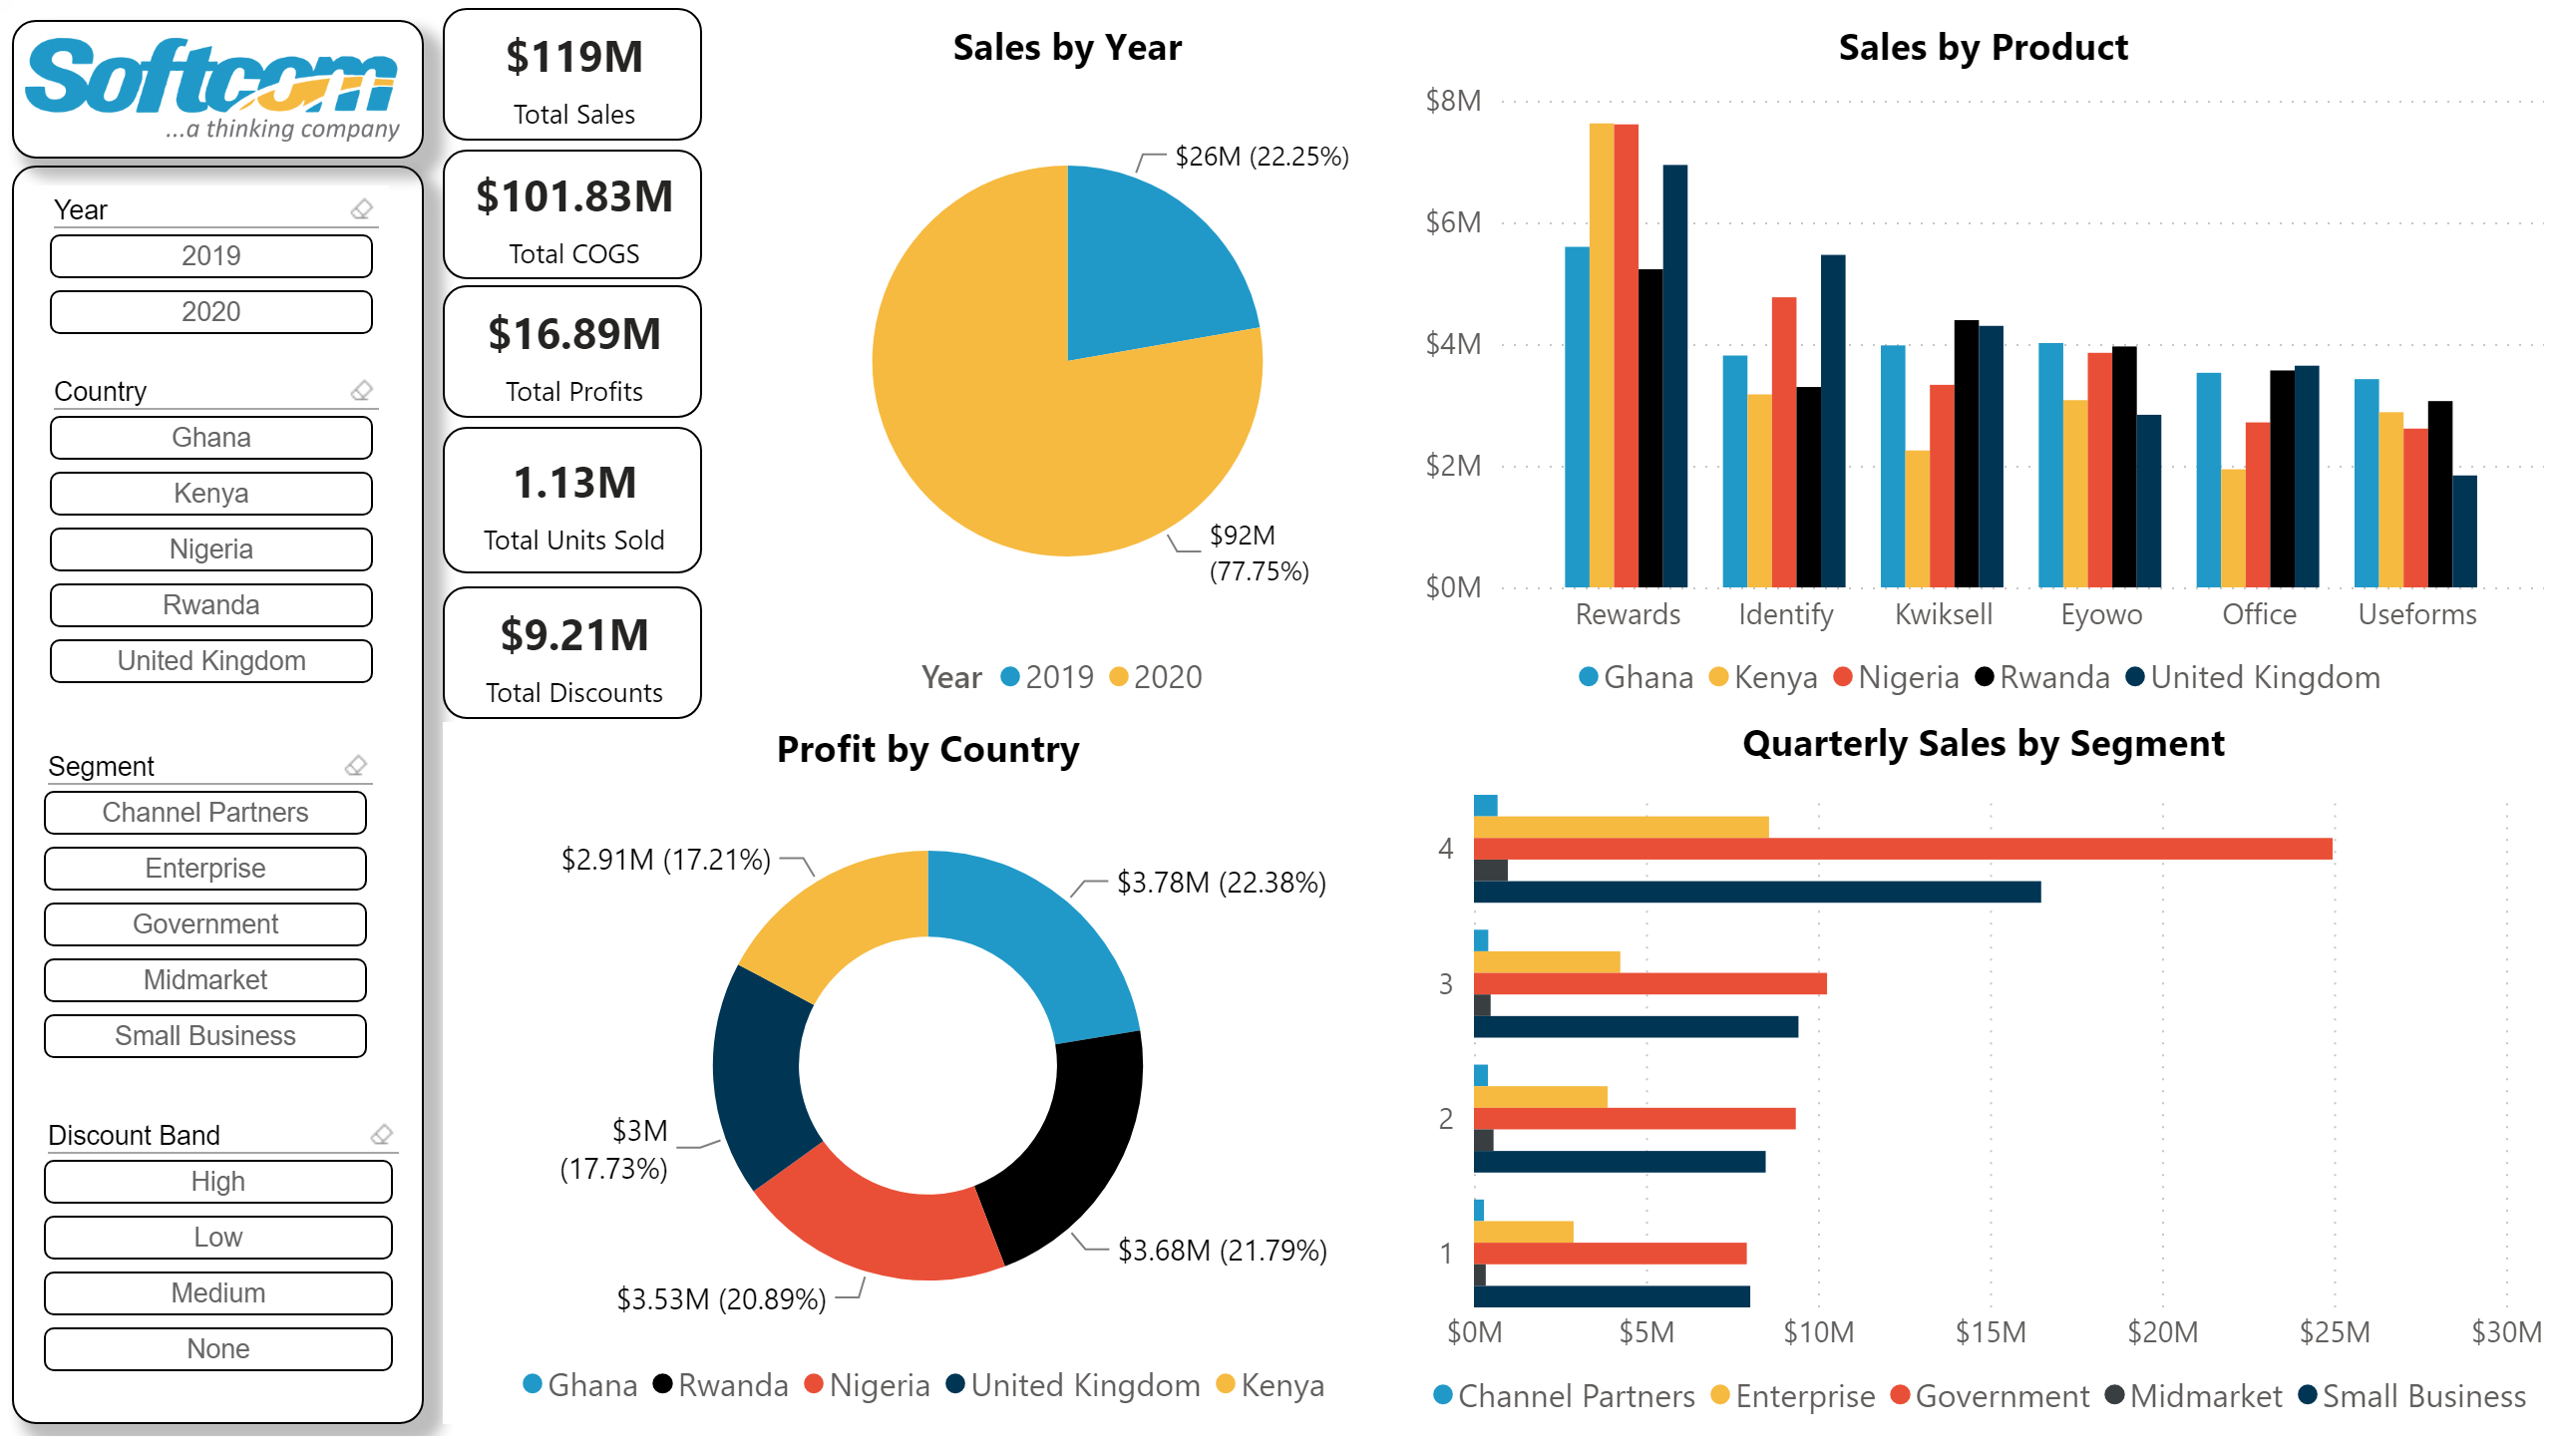 Softcom
...a thinking company
Year
2019
2020
Country
Ghana
Kenya
Nigeria
Rwanda
United Kingdom
Segment
Channel Partners
Enterprise
Government
Midmarket
Small Business
Discount Band
High
Low
Medium
None
$119M
Total Sales
$101.83M
Total COGS
$16.89M
Total Profits
1.13M
Total Units Sold
$9.21M
Total Discounts
Sales by Year
$26M (22.25%)
$92M
(77.75%)
Year 2019 2020
Sales by Product
$8M
$6M
$4M
$2M
$0M
Rewards Identify Kwiksell Eyowo Office Useforms
Ghana Kenya Nigeria Rwanda United Kingdom
Profit by Country
$2.91M (17.21%)
$3.78M (22.38%)
$3M
(17.73%)
$3.68M (21.79%)
$3.53M (20.89%)
Ghana Rwanda Nigeria United Kingdom Kenya
Quarterly Sales by Segment
4
3
2
1
$0M $5M $10M $15M $20M $25M $30M
Channel Partners Enterprise Government Midmarket Small Business